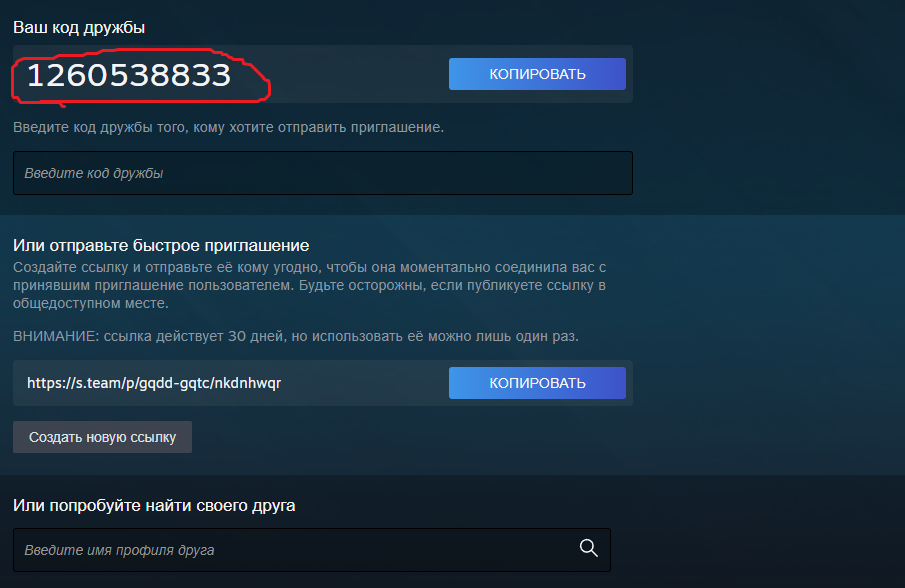 Ваш код дружбы
1260538833
КОПИРОВАТЬ
Введите код дружбы того, кому хотите отправить приглашение.
Введите код дружбы
Или отправьте быстрое приглашение
Создайте ссылку и отправьте её кому угодно, чтобы она моментально соединила вас с
принявшим приглашение пользователем. Будьте осторожны, если публикуете ссылку в
общедоступном месте.
ВНИМАНИЕ: ссылка действует 30 дней, но использовать её можно лишь один раз.
https://s.team/p/gqdd-gqtc/nkdnhwqr
КОПИРОВАТЬ
Создать новую ссылку
Или попробуйте найти своего друга
Введите имя профиля друга